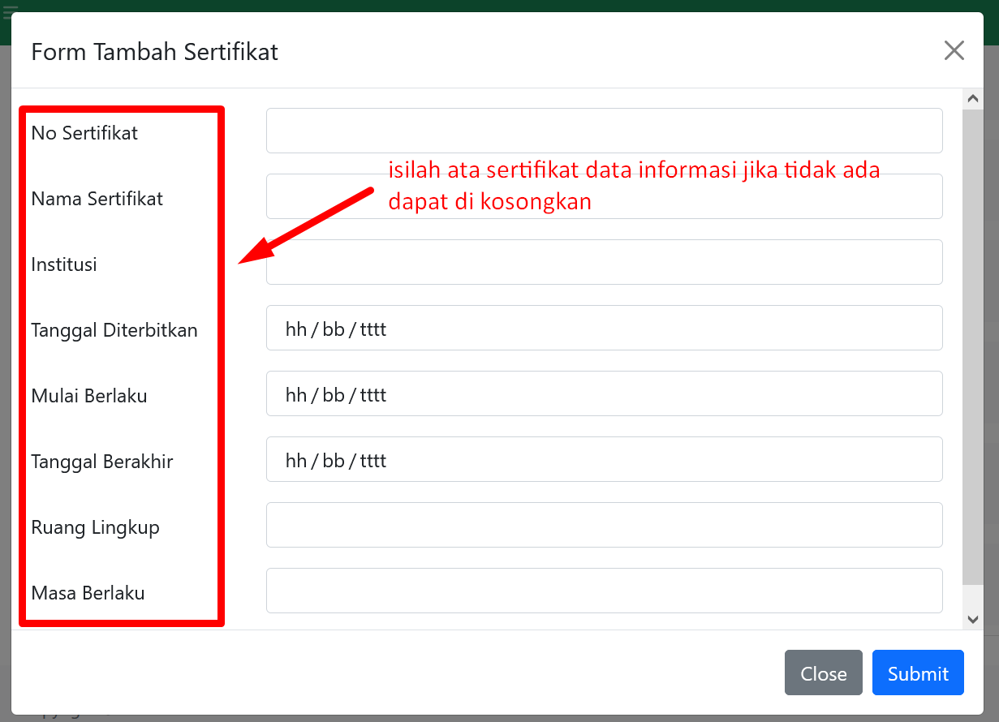 Form Tambah Sertifikat
No Sertifikat
isilah ata sertifikat data informasi jika tidak ada
dapat di kosongkan
Nama Sertifikat
Institusi
Tanggal Diterbitkan
hh / bb / tttt
Mulai Berlaku
hh / bb / tttt
Tanggal Berakhir
hh / bb / tttt
Ruang Lingkup
Masa Berlaku
Close
Submit